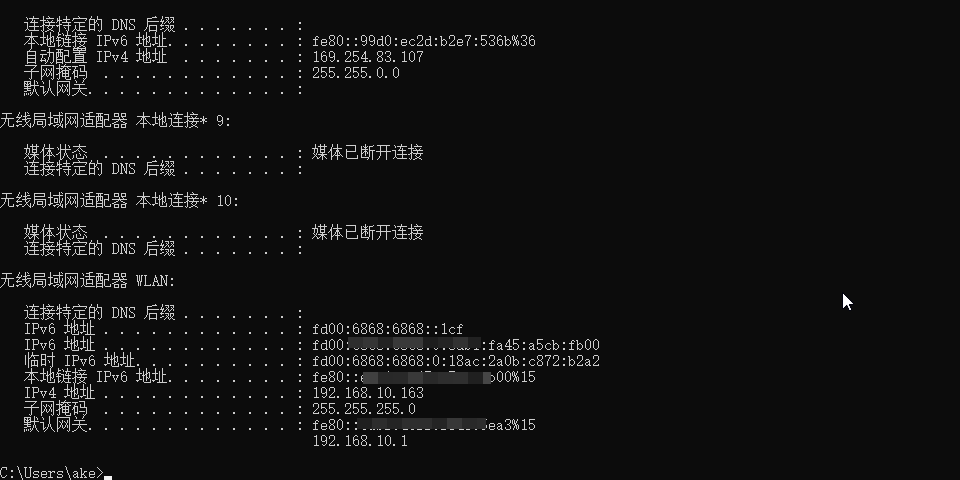 连接特定的 DNS 后缀 . . . . . . . :
本地链接 IPv6 地址. . . . . . . . : fe80::99d0:ec2d:b2e7:536b%36
自动配置 IPv4 地址 . . . . . . . : 169.254.83.107
子网掩码 . . . . . . . . . . . . : 255.255.0.0
默认网关. . . . . . . . . . . . . :
无线局域网适配器 本地连接* 9:
媒体状态 . . . . . . . . . . . . : 媒体已断开连接
连接特定的 DNS 后缀 . . . . . . . :
无线局域网适配器 本地连接* 10:
媒体状态 . . . . . . . . . . . . : 媒体已断开连接
连接特定的 DNS 后缀 . . . . . . . :
无线局域网适配器 WLAN:
连接特定的 DNS 后缀 . . . . . . . :
IPv6 地址 . . . . . . . . . . . . : fd00:6868:6868::1cf
IPv6 地址 . . . . . . . . . . . . : fd00: :fa45:a5cb:fb00
临时 IPv6 地址. . . . . . . . . . : fd00:6868:6868:0:18ac:2a0b:c872:b2a2
本地链接 IPv6 地址. . . . . . . . : fe80:: b00%15
IPv4 地址 . . . . . . . . . . . . : 192.168.10.163
子网掩码 . . . . . . . . . . . . : 255.255.255.0
默认网关. . . . . . . . . . . . . : fe80:: ea3%15
192.168.10.1
C:\Users\ake>